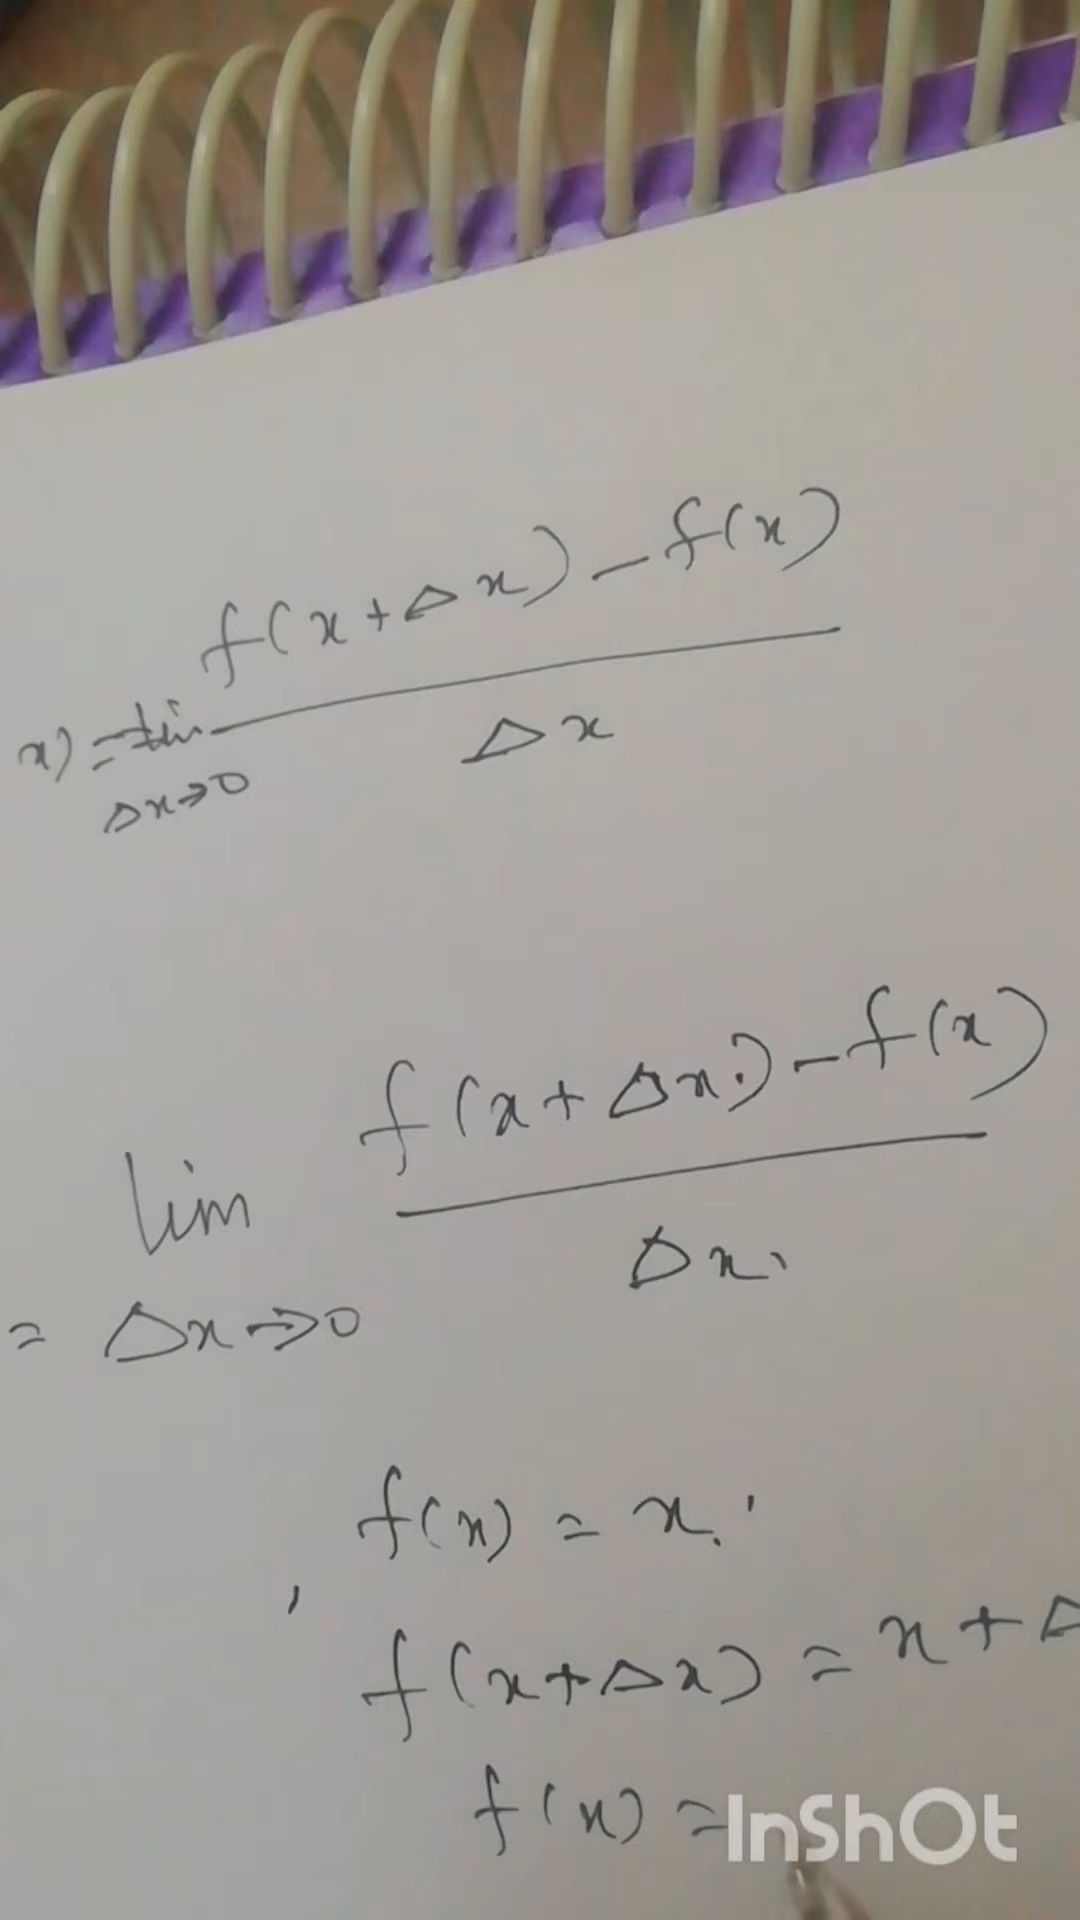 f(x+Δx) - f(x)
x) = lim
Δx
Δx→0
f(x+Δx) - f(x)
lim
Δx
= Δx→0
f(x) = x
f(x+Δx) = x + Δ
f(x) =
InShOt